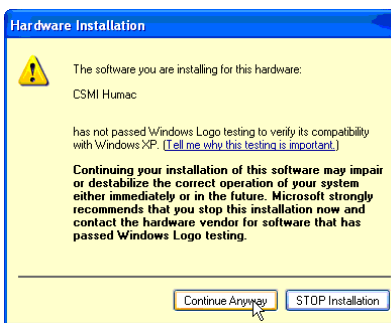 Hardware Installation
The software you are installing for this hardware:
CSMI Humac
has not passed Windows Logo testing to verify its compatibility
with Windows XP. (Tell me why this testing is important.)
Continuing your installation of this software may impair
or destabilize the correct operation of your system
either immediately or in the future. Microsoft strongly
recommends that you stop this installation now and
contact the hardware vendor for software that has
passed Windows Logo testing.
Continue Anyway STOP Installation